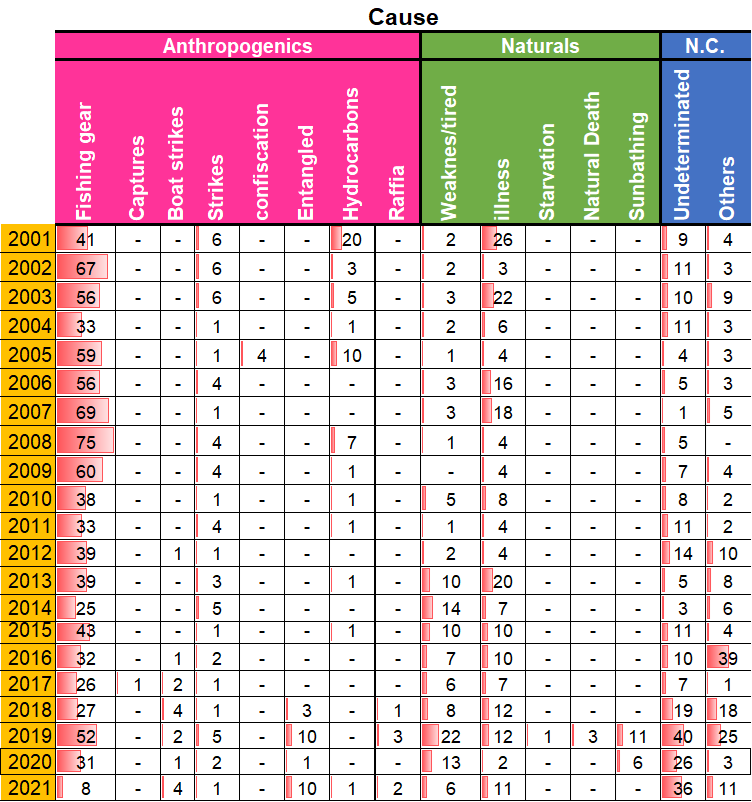 Cause
Anthropogenics Naturals N.C.
Fishing gear Captures Boat strikes Strikes confiscation Entangled Hydrocarbons Raffia Weaknes/tired illness Starvation Natural Death Sunbathing Undeterminated Others
2001 41 - - 6 - - 20 - 2 26 - - - 9 4
2002 67 - - 6 - - 3 - 2 3 - - - 11 3
2003 56 - - 6 - - 5 - 3 22 - - - 10 9
2004 33 - - 1 - - 1 - 2 6 - - - 11 3
2005 59 - - 1 4 - 10 - 1 4 - - - 4 3
2006 56 - - 4 - - - - 3 16 - - - 5 3
2007 69 - - 1 - - - - 3 18 - - - 1 5
2008 75 - - 4 - - 7 - 1 4 - - - 5 -
2009 60 - - 4 - - 1 - - 4 - - - 7 4
2010 38 - - 1 - - 1 - 5 8 - - - 8 2
2011 33 - - 4 - - 1 - 1 4 - - - 11 2
2012 39 - 1 1 - - - - 2 4 - - - 14 10
2013 39 - - 3 - - 1 - 10 20 - - - 5 8
2014 25 - - 5 - - - - 14 7 - - - 3 6
2015 43 - - 1 - - 1 - 10 10 - - - 11 4
2016 32 - 1 2 - - - - 7 10 - - - 10 39
2017 26 1 2 1 - - - - 6 7 - - - 7 1
2018 27 - 4 1 - 3 - 1 8 12 - - - 19 18
2019 52 - 2 5 - 10 - 3 22 12 1 3 11 40 25
2020 31 - 1 2 - 1 - - 13 2 - - 6 26 3
2021 8 - 4 1 - 10 1 2 6 11 - - - 36 11